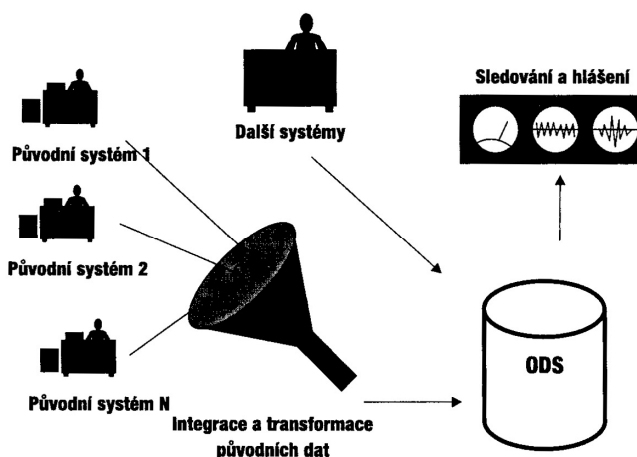 Sledování a hlášení
Další systémy
Původní systém 1
Původní systém 2
ODS
Původní systém N
Integrace a transformace
původních dat